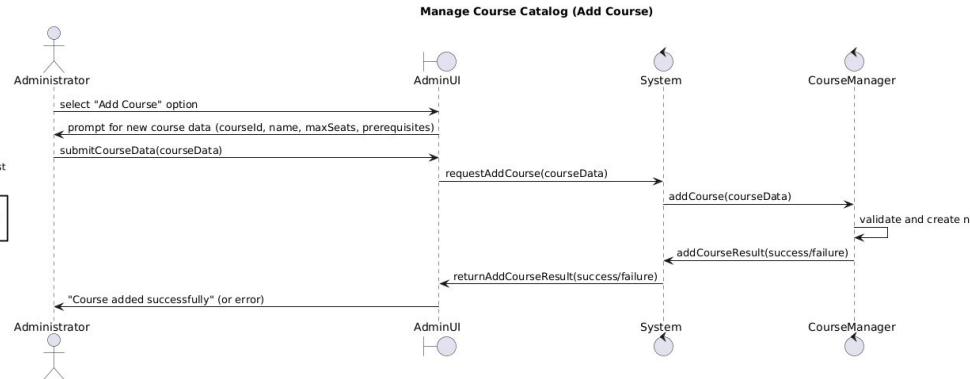 Manage Course Catalog (Add Course)
Administrator
AdminUI
System
CourseManager
select "Add Course" option
prompt for new course data (courseId, name, maxSeats, prerequisites)
submitCourseData(courseData)
st
requestAddCourse(courseData)
addCourse(courseData)
validate and create n
addCourseResult(success/failure)
returnAddCourseResult(success/failure)
"Course added successfully" (or error)
Administrator
AdminUI
System
CourseManager